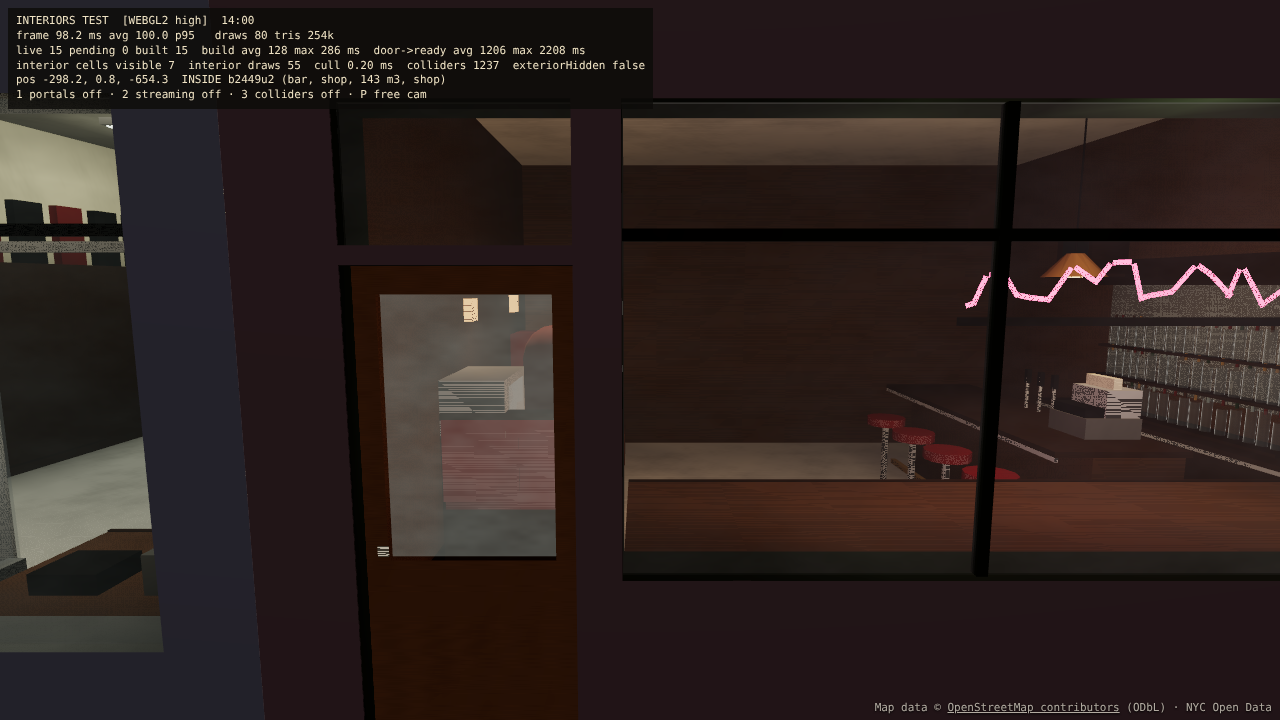 INTERIORS TEST  [WEBGL2 high]  14:00
frame 98.2 ms avg 100.0 p95   draws 80 tris 254k
live 15 pending 0 built 15  build avg 128 max 286 ms  door->ready avg 1206 max 2208 ms
interior cells visible 7  interior draws 55  cull 0.20 ms  colliders 1237  exteriorHidden false
pos -298.2, 0.8, -654.3  INSIDE b2449u2 (bar, shop, 143 m3, shop)
1 portals off · 2 streaming off · 3 colliders off · P free cam
Map data © OpenStreetMap contributors (ODbL) · NYC Open Data